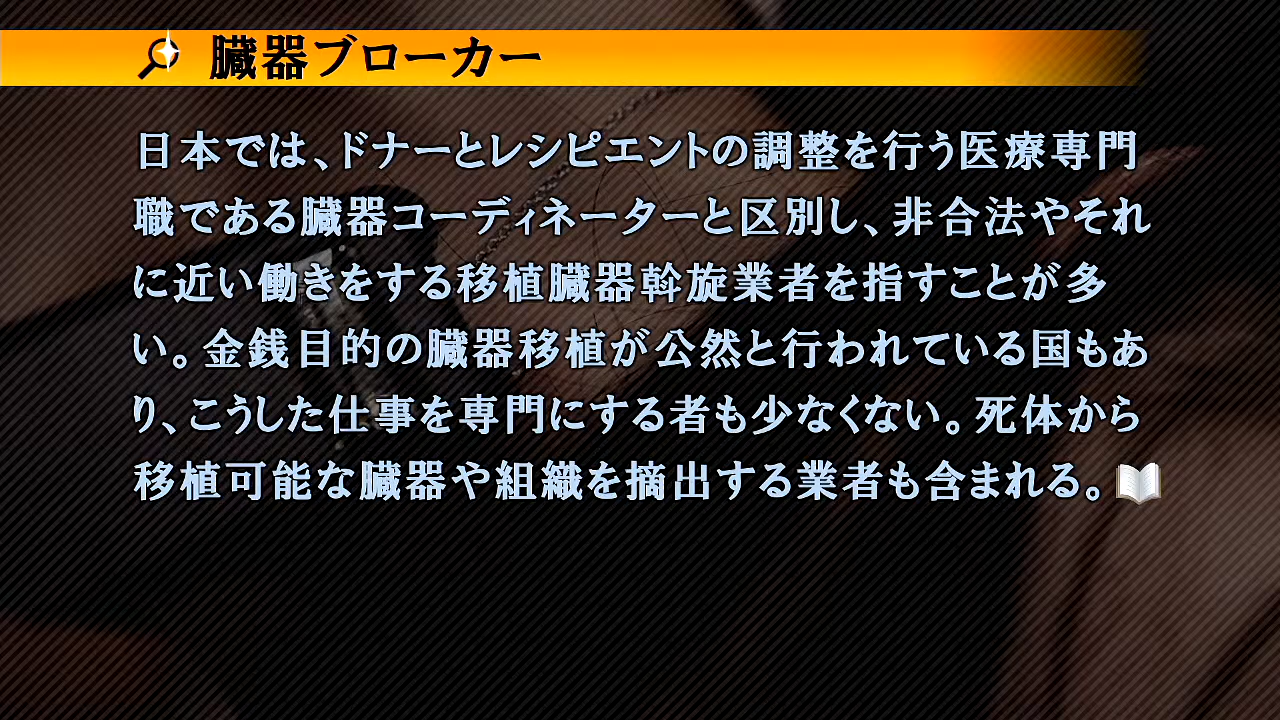 臓器ブローカー
日本では、ドナーとレシピエントの調整を行う医療専門
職である臓器コーディネーターと区別し、非合法やそれ
に近い働きをする移植臓器斡旋業者を指すことが多
い。金銭目的の臓器移植が公然と行われている国もあ
り、こうした仕事を専門にする者も少なくない。死体から
移植可能な臓器や組織を摘出する業者も含まれる。